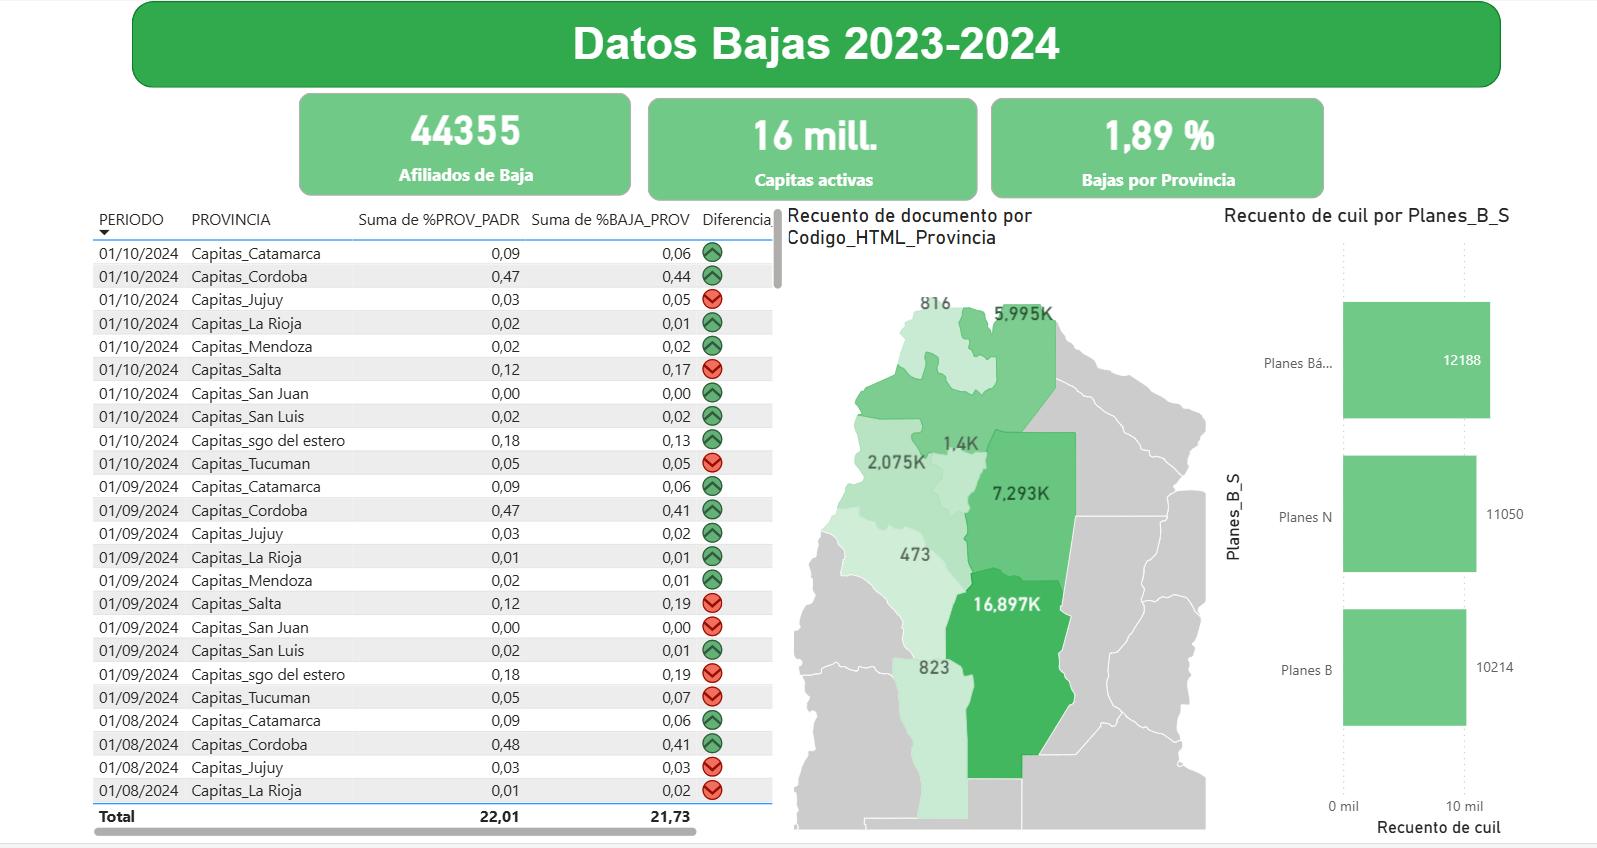 Datos Bajas 2023-2024
44355
Afiliados de Baja
16 mill.
Capitas activas
1,89 %
Bajas por Provincia
PERIODO PROVINCIA Suma de %PROV_PADR Suma de %BAJA_PROV Diferencia_
01/10/2024 Capitas_Catamarca 0,09 0,06
01/10/2024 Capitas_Cordoba 0,47 0,44
01/10/2024 Capitas_Jujuy 0,03 0,05
01/10/2024 Capitas_La Rioja 0,02 0,01
01/10/2024 Capitas_Mendoza 0,02 0,02
01/10/2024 Capitas_Salta 0,12 0,17
01/10/2024 Capitas_San Juan 0,00 0,00
01/10/2024 Capitas_San Luis 0,02 0,02
01/10/2024 Capitas_sgo del estero 0,18 0,13
01/10/2024 Capitas_Tucuman 0,05 0,05
01/09/2024 Capitas_Catamarca 0,09 0,06
01/09/2024 Capitas_Cordoba 0,47 0,41
01/09/2024 Capitas_Jujuy 0,03 0,02
01/09/2024 Capitas_La Rioja 0,01 0,01
01/09/2024 Capitas_Mendoza 0,02 0,01
01/09/2024 Capitas_Salta 0,12 0,19
01/09/2024 Capitas_San Juan 0,00 0,00
01/09/2024 Capitas_San Luis 0,02 0,01
01/09/2024 Capitas_sgo del estero 0,18 0,19
01/09/2024 Capitas_Tucuman 0,05 0,07
01/08/2024 Capitas_Catamarca 0,09 0,06
01/08/2024 Capitas_Cordoba 0,48 0,41
01/08/2024 Capitas_Jujuy 0,03 0,03
01/08/2024 Capitas_La Rioja 0,01 0,02
Total 22,01 21,73
Recuento de documento por
Codigo_HTML_Provincia
816
5,995K
1,4K
2,075K
7,293K
473
16,897K
823
Recuento de cuil por Planes_B_S
Planes_B_S
Planes Bá... 12188
Planes N 11050
Planes B 10214
0 mil 10 mil
Recuento de cuil